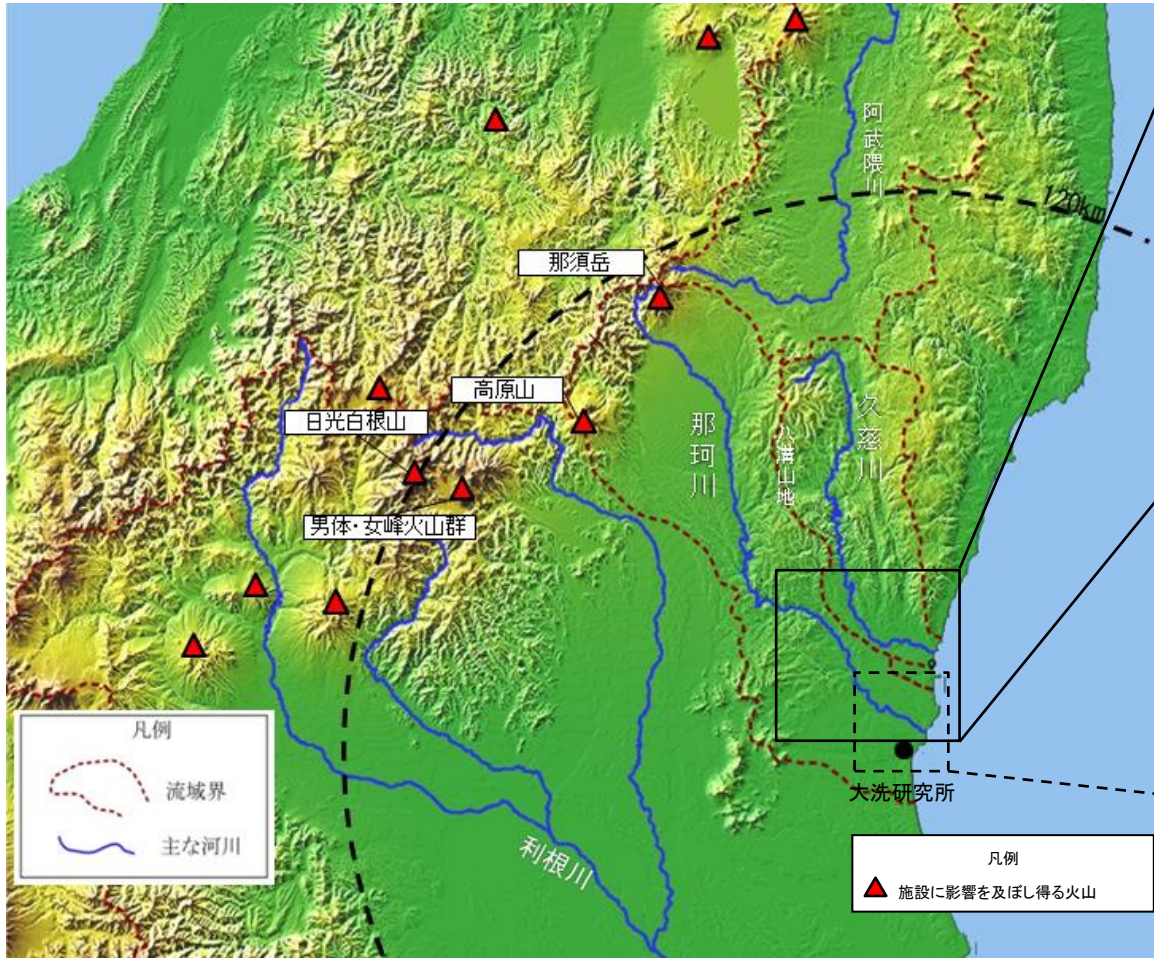 阿武隈川
120km
那須岳
高原山
日光白根山
那珂川
久慈川
八溝山地
男体・女峰火山群
凡例
流域界
主な河川
利根川
大洗研究所
凡例
施設に影響を及ぼし得る火山